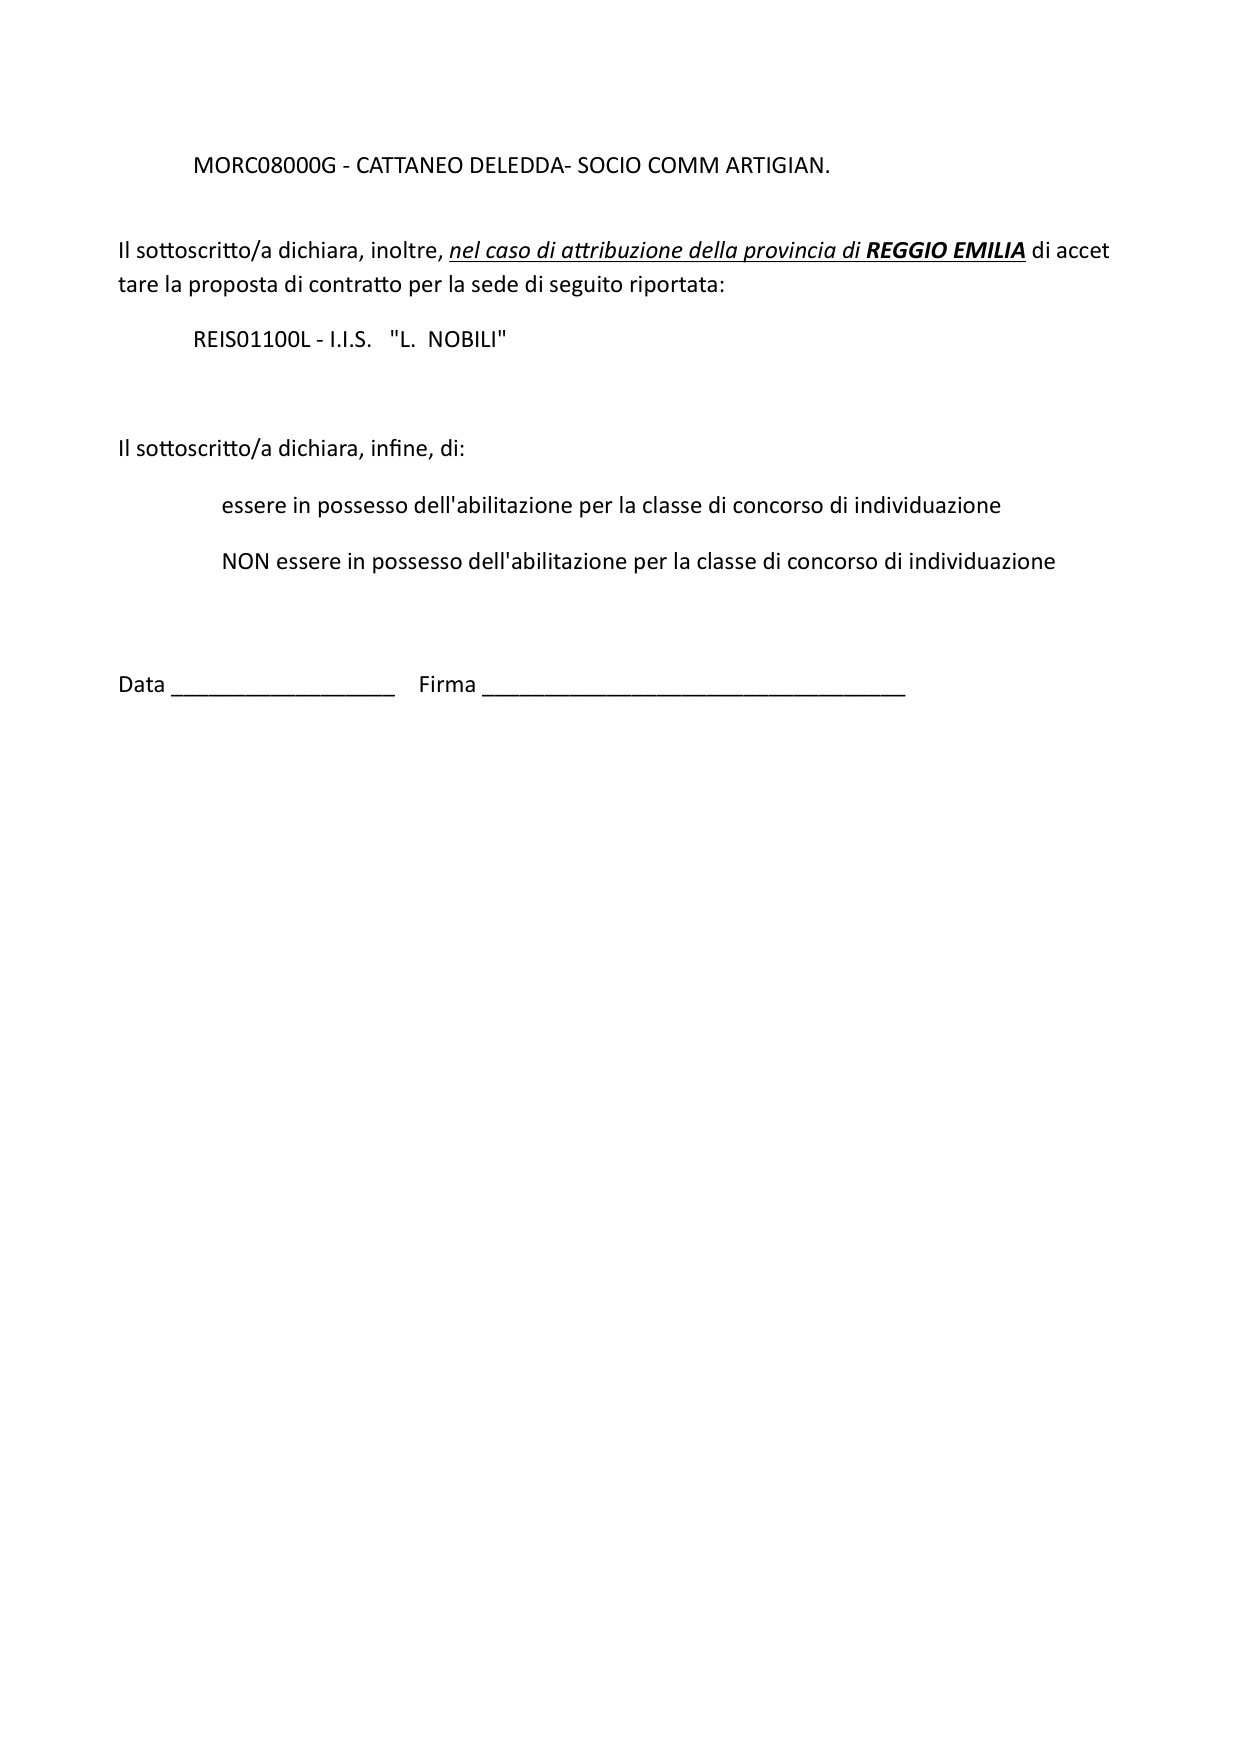 MORC08000G - CATTANEO DELEDDA- SOCIO COMM ARTIGIAN.
Il sottoscritto/a dichiara, inoltre, nel caso di attribuzione della provincia di REGGIO EMILIA di accet
tare la proposta di contratto per la sede di seguito riportata:
REIS01100L - I.I.S.   "L.  NOBILI"
Il sottoscritto/a dichiara, infine, di:
essere in possesso dell'abilitazione per la classe di concorso di individuazione
NON essere in possesso dell'abilitazione per la classe di concorso di individuazione
Data __________________    Firma __________________________________